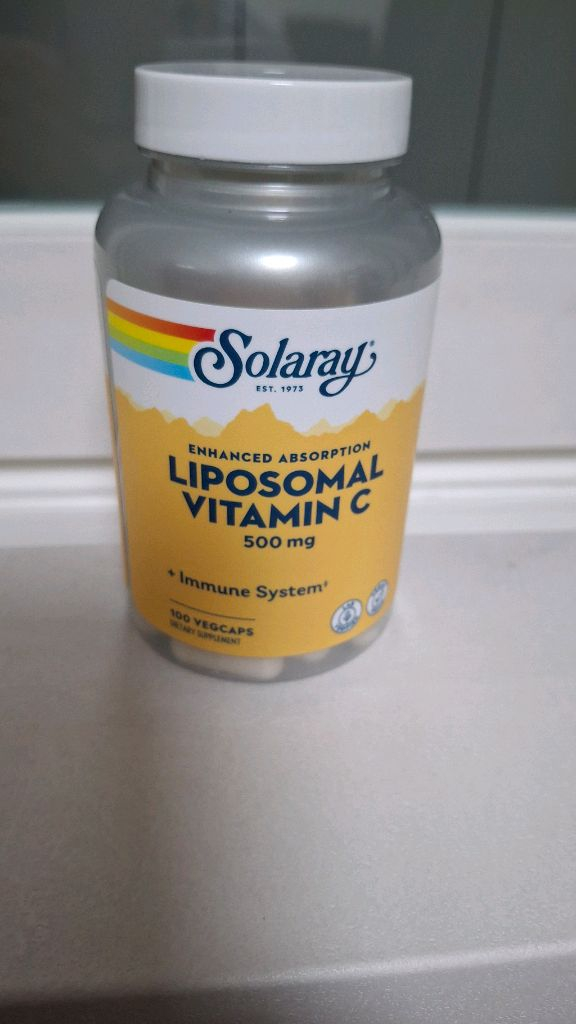 Solaray
EST. 1973
ENHANCED ABSORPTION
LIPOSOMAL
VITAMIN C
500 mg
+ Immune System†
100 VEGCAPS
DIETARY SUPPLEMENT